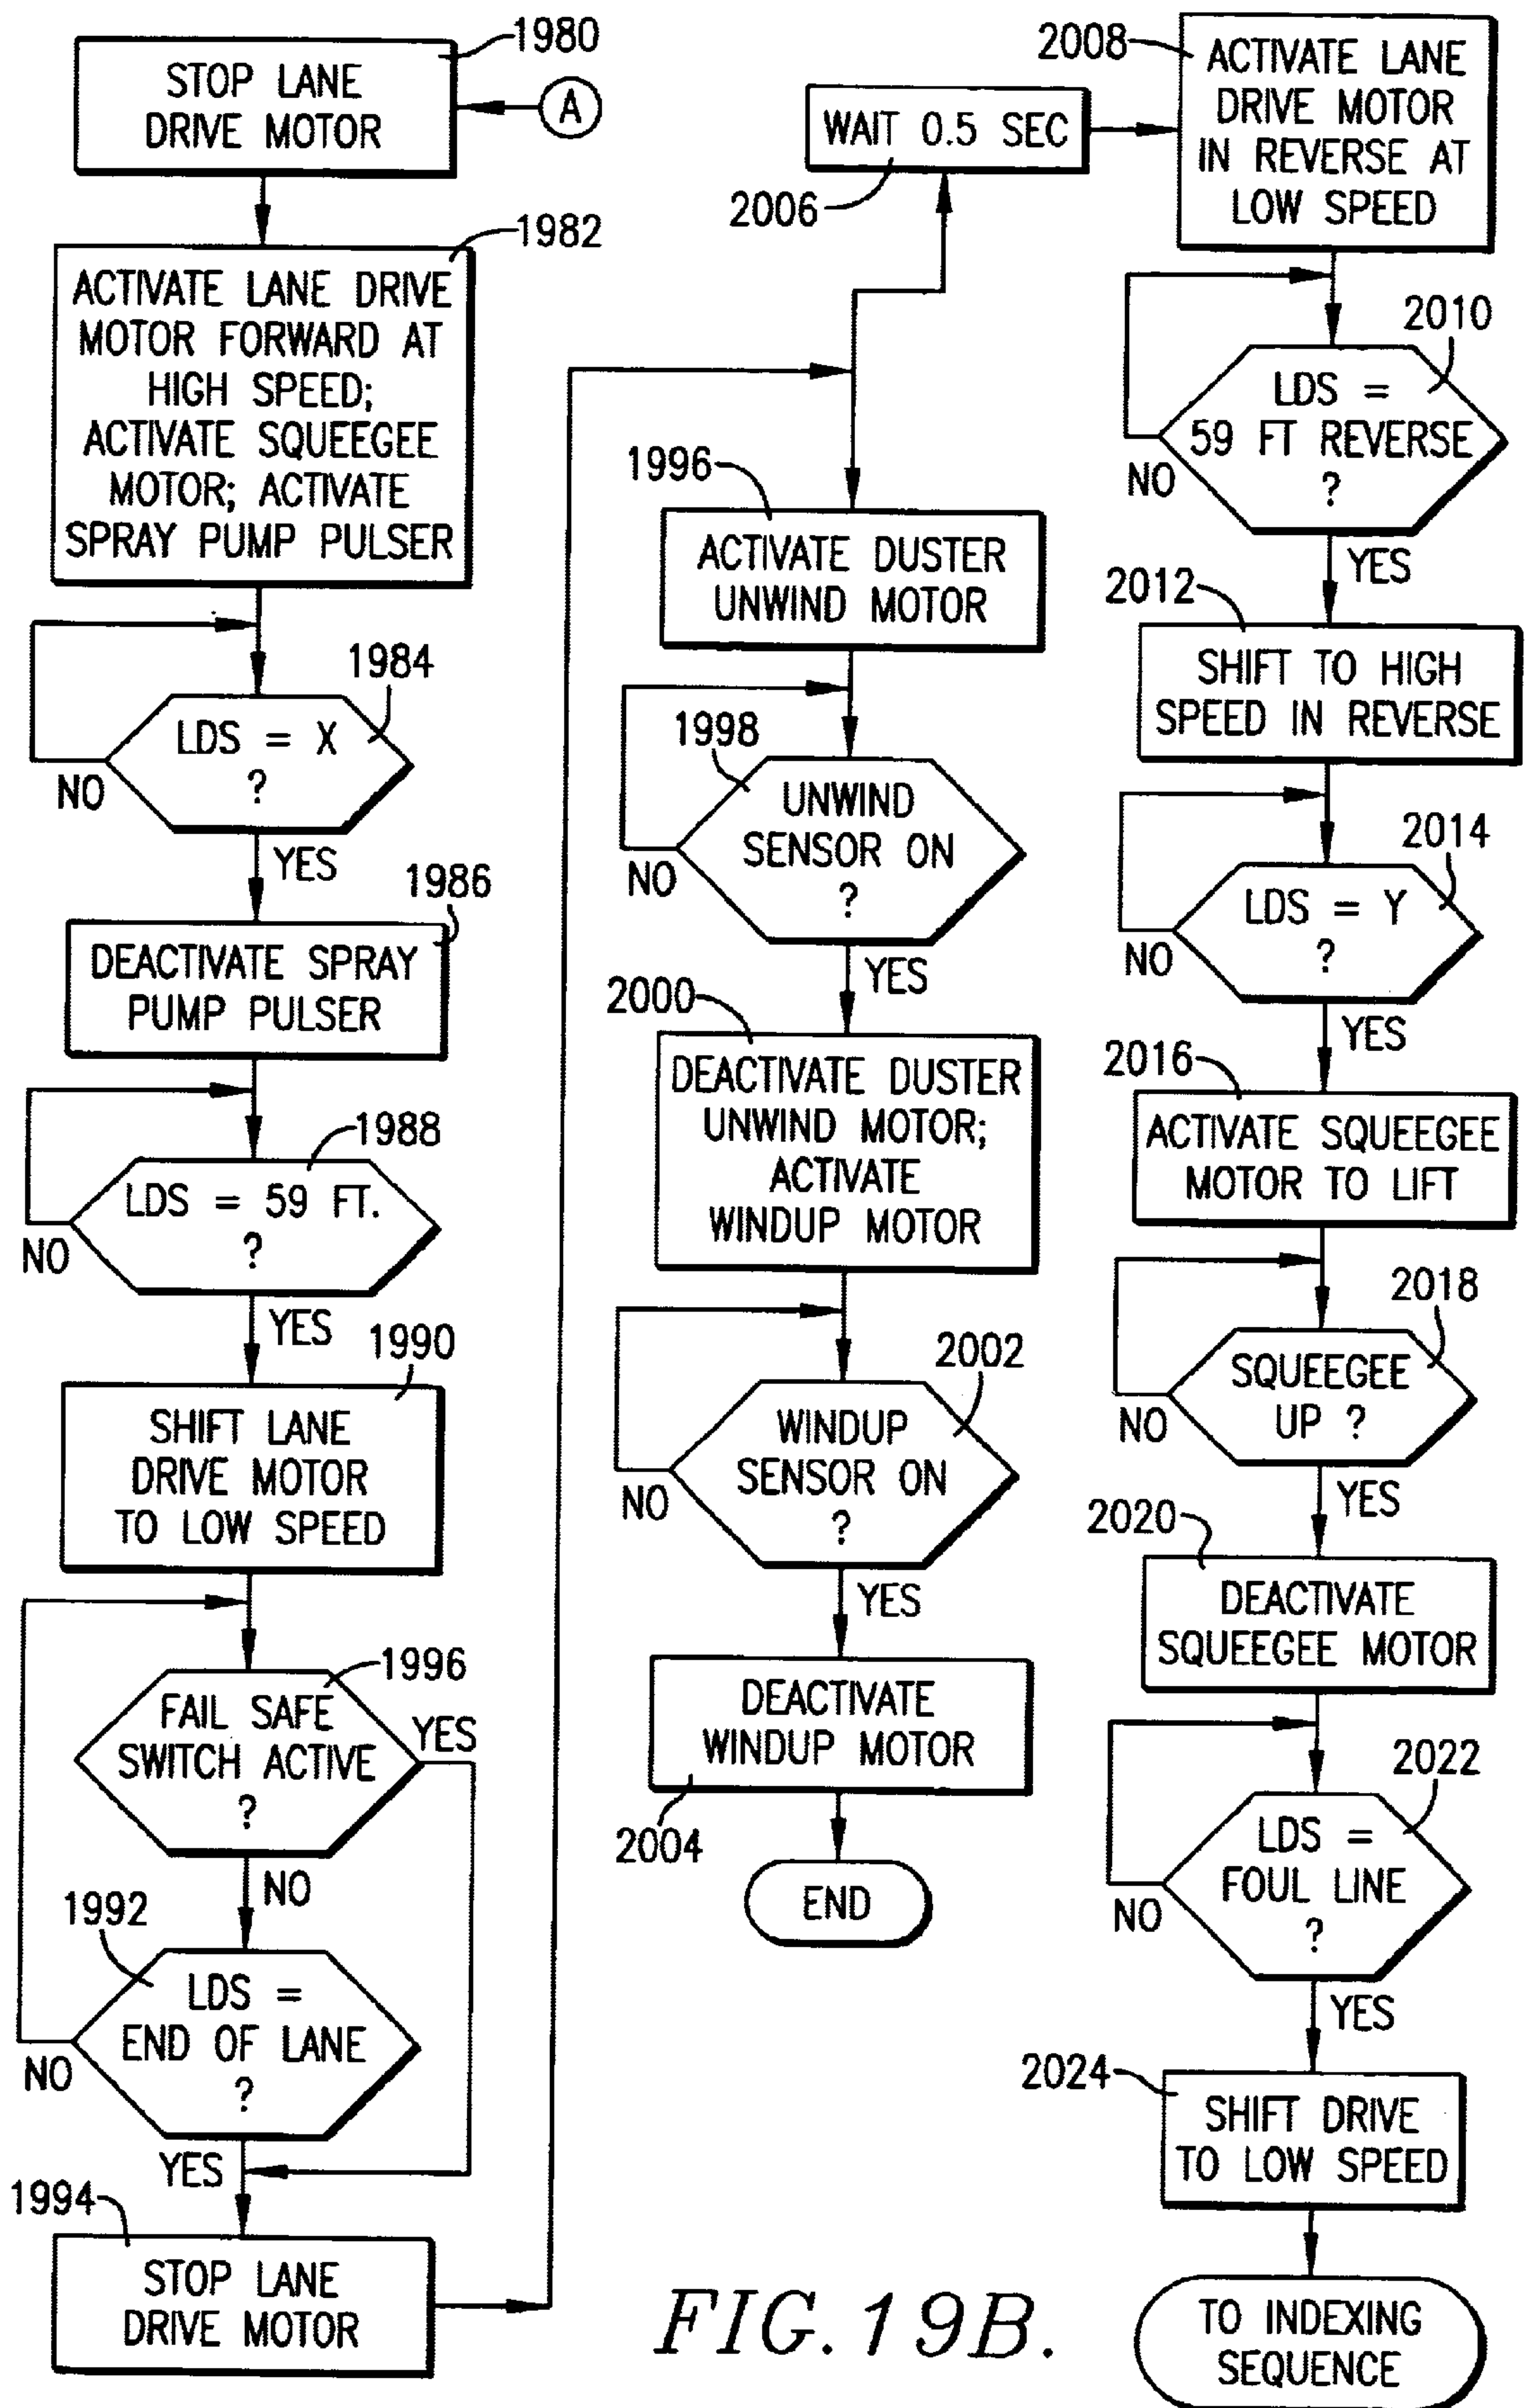 1980
STOP LANE
DRIVE MOTOR
A
1982
ACTIVATE LANE DRIVE
MOTOR FORWARD AT
HIGH SPEED;
ACTIVATE SQUEEGEE
MOTOR; ACTIVATE
SPRAY PUMP PULSER
1984
LDS = X
?
NO
YES
1986
DEACTIVATE SPRAY
PUMP PULSER
1988
LDS = 59 FT.
?
NO
YES
1990
SHIFT LANE
DRIVE MOTOR
TO LOW SPEED
1996
FAIL SAFE
SWITCH ACTIVE
?
YES
NO
1992
LDS =
END OF LANE
?
NO
YES
1994
STOP LANE
DRIVE MOTOR
WAIT 0.5 SEC
2006
1996
ACTIVATE DUSTER
UNWIND MOTOR
1998
UNWIND
SENSOR ON
?
NO
YES
2000
DEACTIVATE DUSTER
UNWIND MOTOR;
ACTIVATE
WINDUP MOTOR
2002
WINDUP
SENSOR ON
?
NO
YES
DEACTIVATE
WINDUP MOTOR
2004
END
2008
ACTIVATE LANE
DRIVE MOTOR
IN REVERSE AT
LOW SPEED
2010
LDS =
59 FT REVERSE
?
NO
YES
2012
SHIFT TO HIGH
SPEED IN REVERSE
2014
LDS = Y
?
NO
YES
2016
ACTIVATE SQUEEGEE
MOTOR TO LIFT
2018
SQUEEGEE
UP ?
NO
YES
2020
DEACTIVATE
SQUEEGEE MOTOR
2022
LDS =
FOUL LINE
?
NO
YES
2024
SHIFT DRIVE
TO LOW SPEED
TO INDEXING
SEQUENCE
FIG. 19B.